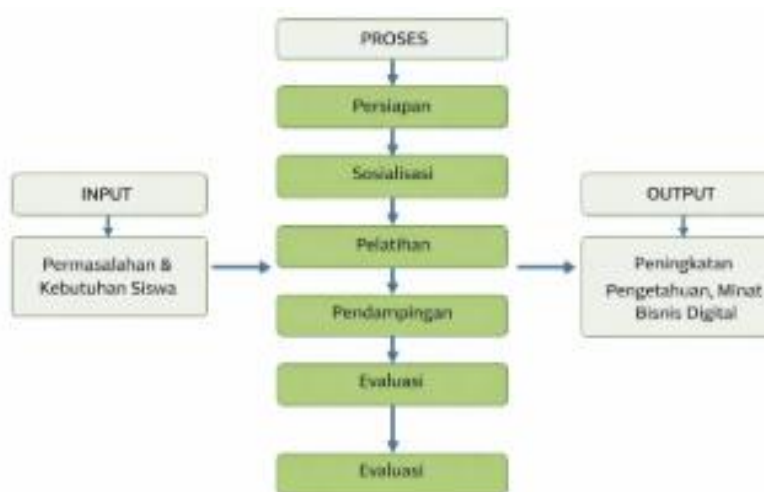 PROSES
Persiapan
Sosialisasi
INPUT
OUTPUT
Permasalahan &
Kebutuhan Siswa
Pelatihan
Peningkatan
Pengetahuan, Minat
Bisnis Digital
Pendampingan
Evaluasi
Evaluasi